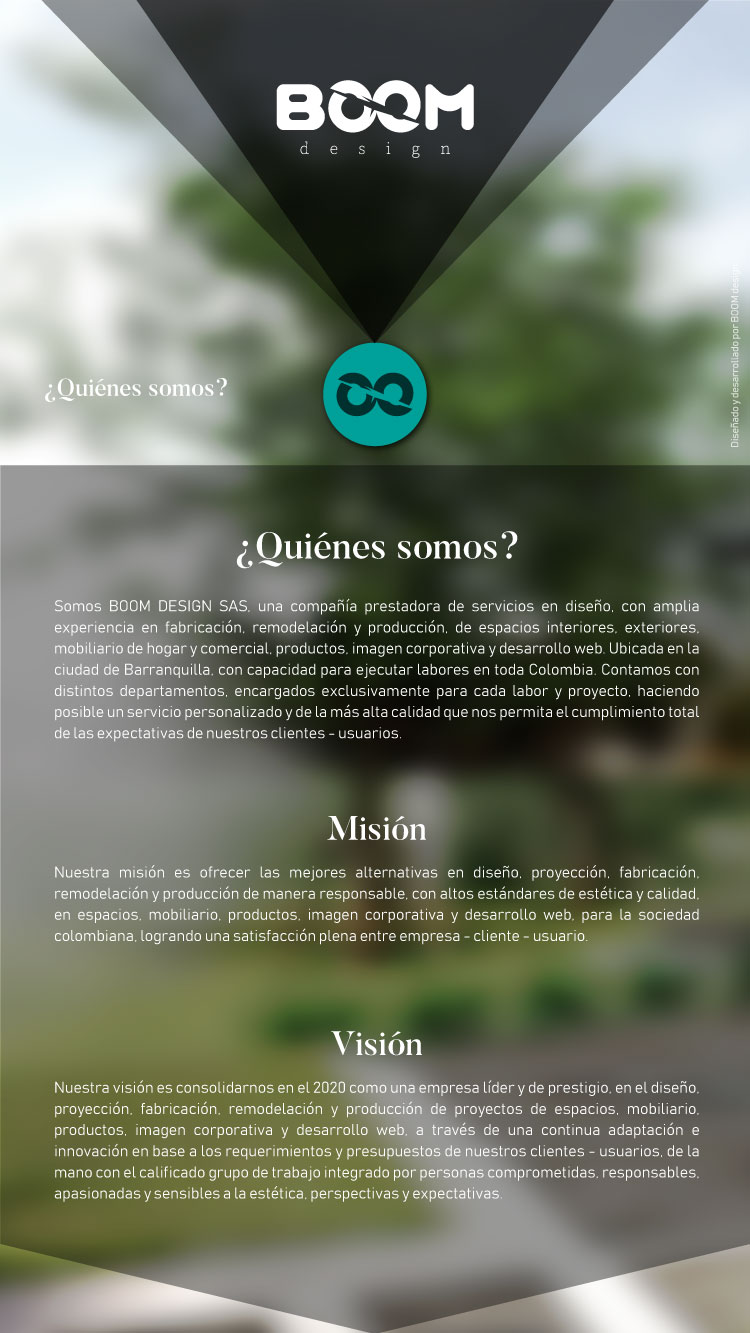 BOOM
design
¿Quiénes somos?
Diseñado y desarrollado por BOOM design
¿Quiénes somos?
Somos BOOM DESIGN SAS, una compañía prestadora de servicios en diseño, con amplia
experiencia en fabricación, remodelación y producción, de espacios interiores, exteriores,
mobiliario de hogar y comercial, productos, imagen corporativa y desarrollo web. Ubicada en la
ciudad de Barranquilla, con capacidad para ejecutar labores en toda Colombia. Contamos con
distintos departamentos, encargados exclusivamente para cada labor y proyecto, haciendo
posible un servicio personalizado y de la más alta calidad que nos permita el cumplimiento total
de las expectativas de nuestros clientes - usuarios.
Misión
Nuestra misión es ofrecer las mejores alternativas en diseño, proyección, fabricación,
remodelación y producción de manera responsable, con altos estándares de estética y calidad,
en espacios, mobiliario, productos, imagen corporativa y desarrollo web, para la sociedad
colombiana, logrando una satisfacción plena entre empresa - cliente - usuario.
Visión
Nuestra visión es consolidarnos en el 2020 como una empresa líder y de prestigio, en el diseño,
proyección, fabricación, remodelación y producción de proyectos de espacios, mobiliario,
productos, imagen corporativa y desarrollo web, a través de una continua adaptación e
innovación en base a los requerimientos y presupuestos de nuestros clientes - usuarios, de la
mano con el calificado grupo de trabajo integrado por personas comprometidas, responsables,
apasionadas y sensibles a la estética, perspectivas y expectativas.